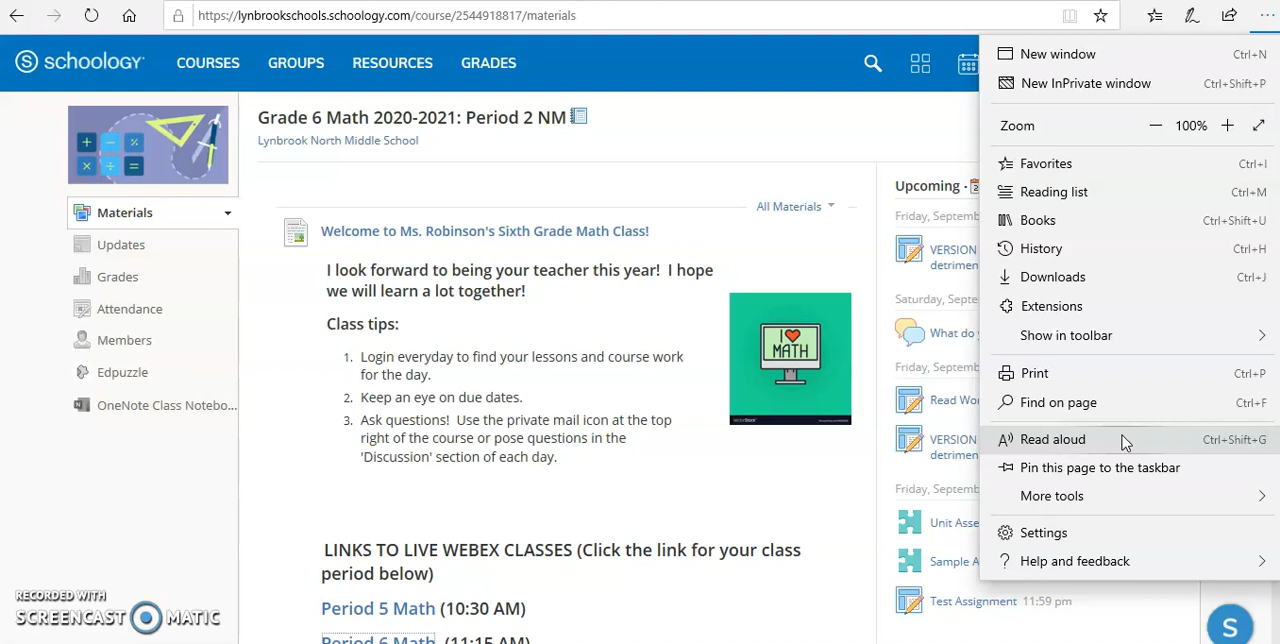 https://lynbrookschools.schoology.com/course/2544918817/materials
S schoology
COURSES
GROUPS
RESOURCES
GRADES
Grade 6 Math 2020-2021: Period 2 NM
Lynbrook North Middle School
Materials
Updates
Grades
Attendance
Members
Edpuzzle
OneNote Class Notebo...
All Materials
Welcome to Ms. Robinson's Sixth Grade Math Class!
I look forward to being your teacher this year! I hope
we will learn a lot together!
Class tips:
1. Login everyday to find your lessons and course work
for the day.
2. Keep an eye on due dates.
3. Ask questions! Use the private mail icon at the top
right of the course or pose questions in the
'Discussion' section of each day.
I
MATH
LINKS TO LIVE WEBEX CLASSES (Click the link for your class
period below)
Period 5 Math (10:30 AM)
Period 6 Math (11:15 AM)
Upcoming ·
Friday, Septemb
VERSION
detrimen
Saturday, Septe
What do y
Friday, Septemb
Read Wor
VERSION
detrimen
Friday, Septemb
Unit Asse
Sample A
Test Assignment 11:59 pm
New window Ctrl+N
New InPrivate window Ctrl+Shift+P
Zoom — 100% +
Favorites Ctrl+I
Reading list Ctrl+M
Books Ctrl+Shift+U
History Ctrl+H
Downloads Ctrl+J
Extensions
Show in toolbar
Print Ctrl+P
Find on page Ctrl+F
Read aloud Ctrl+Shift+G
Pin this page to the taskbar
More tools
Settings
Help and feedback
S
RECORDED WITH
SCREENCAST MATIC